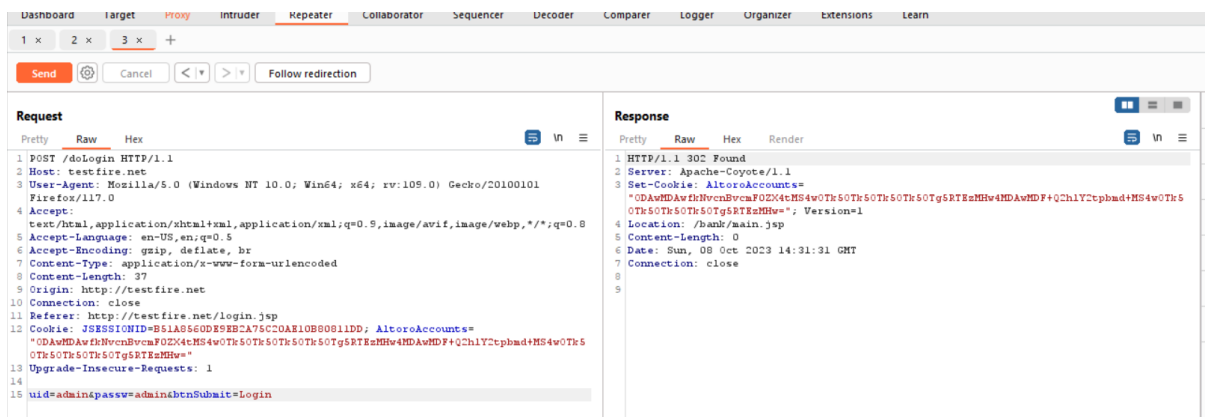 Dashboard Target Proxy Intruder Repeater Collaborator Sequencer Decoder Comparer Logger Organizer Extensions Learn
1 × 2 × 3 × +
Send Cancel < > Follow redirection
Request
Pretty Raw Hex \n
1 POST /doLogin HTTP/1.1
2 Host: testfire.net
3 User-Agent: Mozilla/5.0 (Windows NT 10.0; Win64; x64; rv:109.0) Gecko/20100101
Firefox/117.0
4 Accept:
text/html,application/xhtml+xml,application/xml;q=0.9,image/avif,image/webp,*/*;q=0.8
5 Accept-Language: en-US,en;q=0.5
6 Accept-Encoding: gzip, deflate, br
7 Content-Type: application/x-www-form-urlencoded
8 Content-Length: 37
9 Origin: http://testfire.net
10 Connection: close
11 Referer: http://testfire.net/login.jsp
12 Cookie: JSESSIONID=B51A8560DE9EB2A75C20AE10B80811DD; AltoroAccounts=
13 Upgrade-Insecure-Requests: 1
14
15 uid=admin&passw=admin&btnSubmit=Login
Response
Pretty Raw Hex Render \n
1 HTTP/1.1 302 Found
2 Server: Apache-Coyote/1.1
3 Set-Cookie: AltoroAccounts=
Version=1
4 Location: /bank/main.jsp
5 Content-Length: 0
6 Date: Sun, 08 Oct 2023 14:31:31 GMT
7 Connection: close
8
9